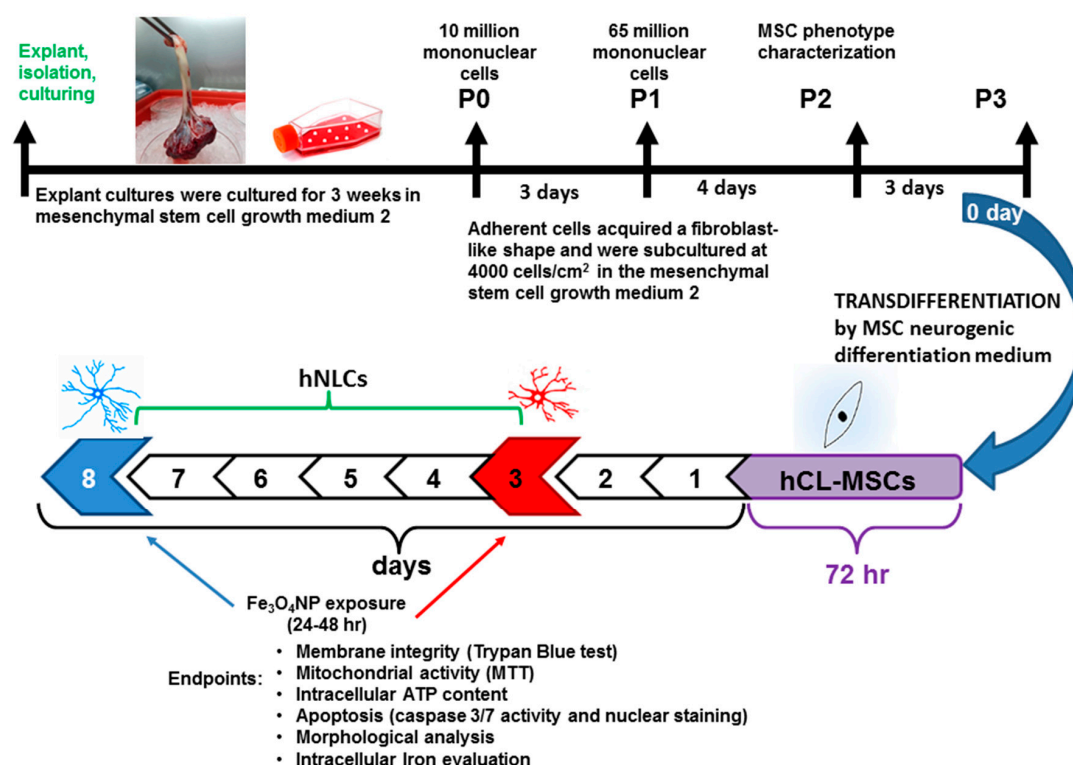 Explant,
isolation,
culturing
10 million
mononuclear
cells
P0
65 million
mononuclear
cells
P1
MSC phenotype
characterization
P2
P3
Explant cultures were cultured for 3 weeks in
mesenchymal stem cell growth medium 2
3 days
4 days
3 days
0 day
Adherent cells acquired a fibroblast-
like shape and were subcultured at
4000 cells/cm² in the mesenchymal
stem cell growth medium 2
TRANSDIFFERENTIATION
by MSC neurogenic
differentiation medium
hNLCs
8
7
6
5
4
3
2
1
hCL-MSCs
days
72 hr
Fe₃O₄NP exposure
(24-48 hr)
Endpoints:
• Membrane integrity (Trypan Blue test)
• Mitochondrial activity (MTT)
• Intracellular ATP content
• Apoptosis (caspase 3/7 activity and nuclear staining)
• Morphological analysis
• Intracellular Iron evaluation